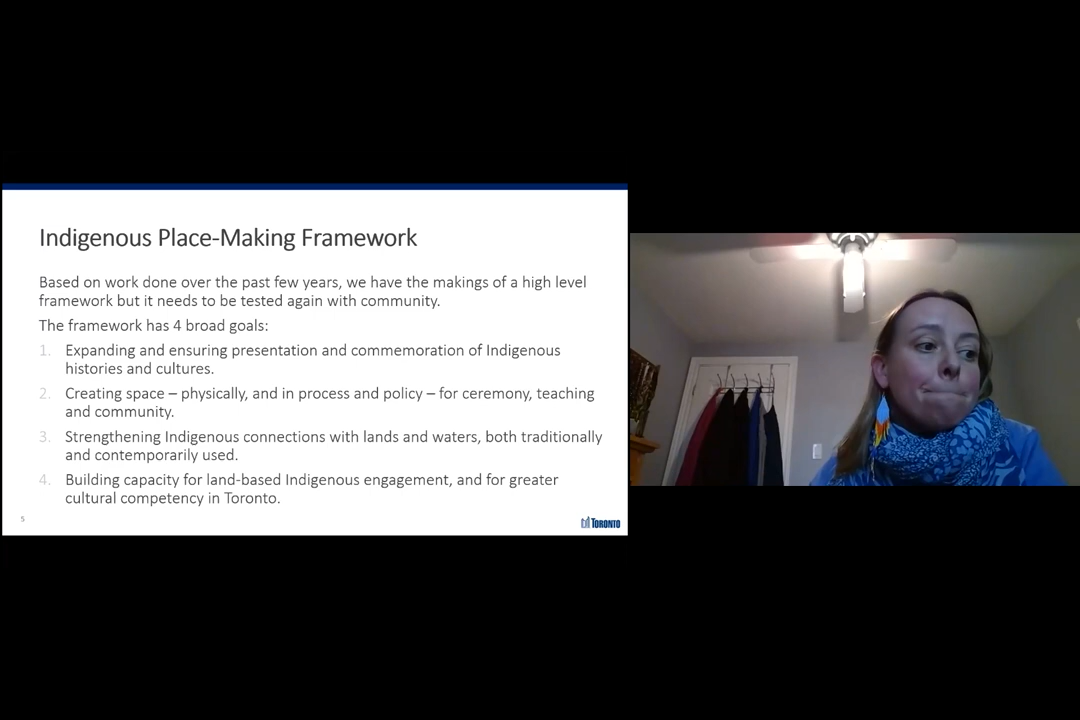 Indigenous Place-Making Framework
Based on work done over the past few years, we have the makings of a high level
framework but it needs to be tested again with community.
The framework has 4 broad goals:
1. Expanding and ensuring presentation and commemoration of Indigenous
histories and cultures.
2. Creating space – physically, and in process and policy – for ceremony, teaching
and community.
3. Strengthening Indigenous connections with lands and waters, both traditionally
and contemporarily used.
4. Building capacity for land-based Indigenous engagement, and for greater
cultural competency in Toronto.
5
TORONTO